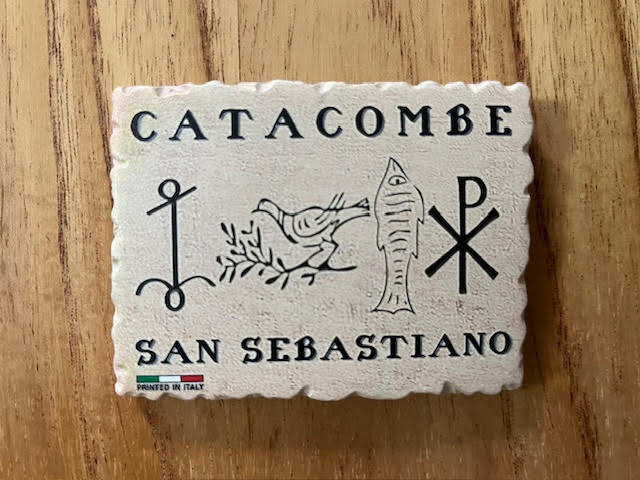 CATACOMBE
SAN SEBASTIANO
PRINTED IN ITALY